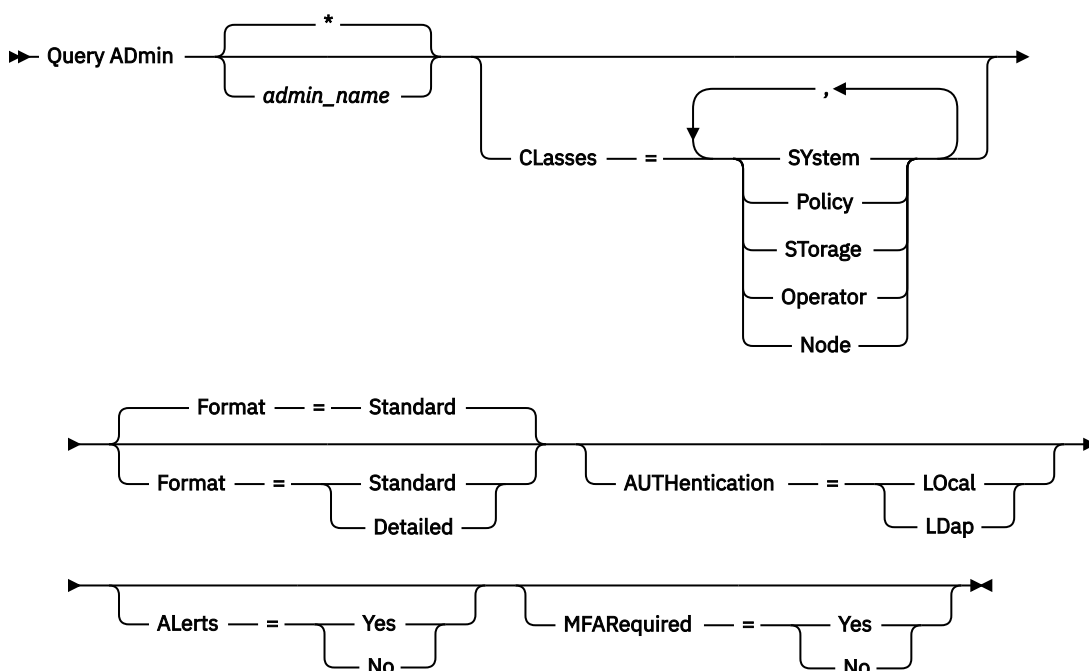 *
Query ADmin
admin_name
,
CLasses = SYstem
Policy
STorage
Operator
Node
Format = Standard
Format = Standard
Detailed
AUTHentication = LOcal
LDap
ALerts = Yes
No
MFARequired = Yes
No